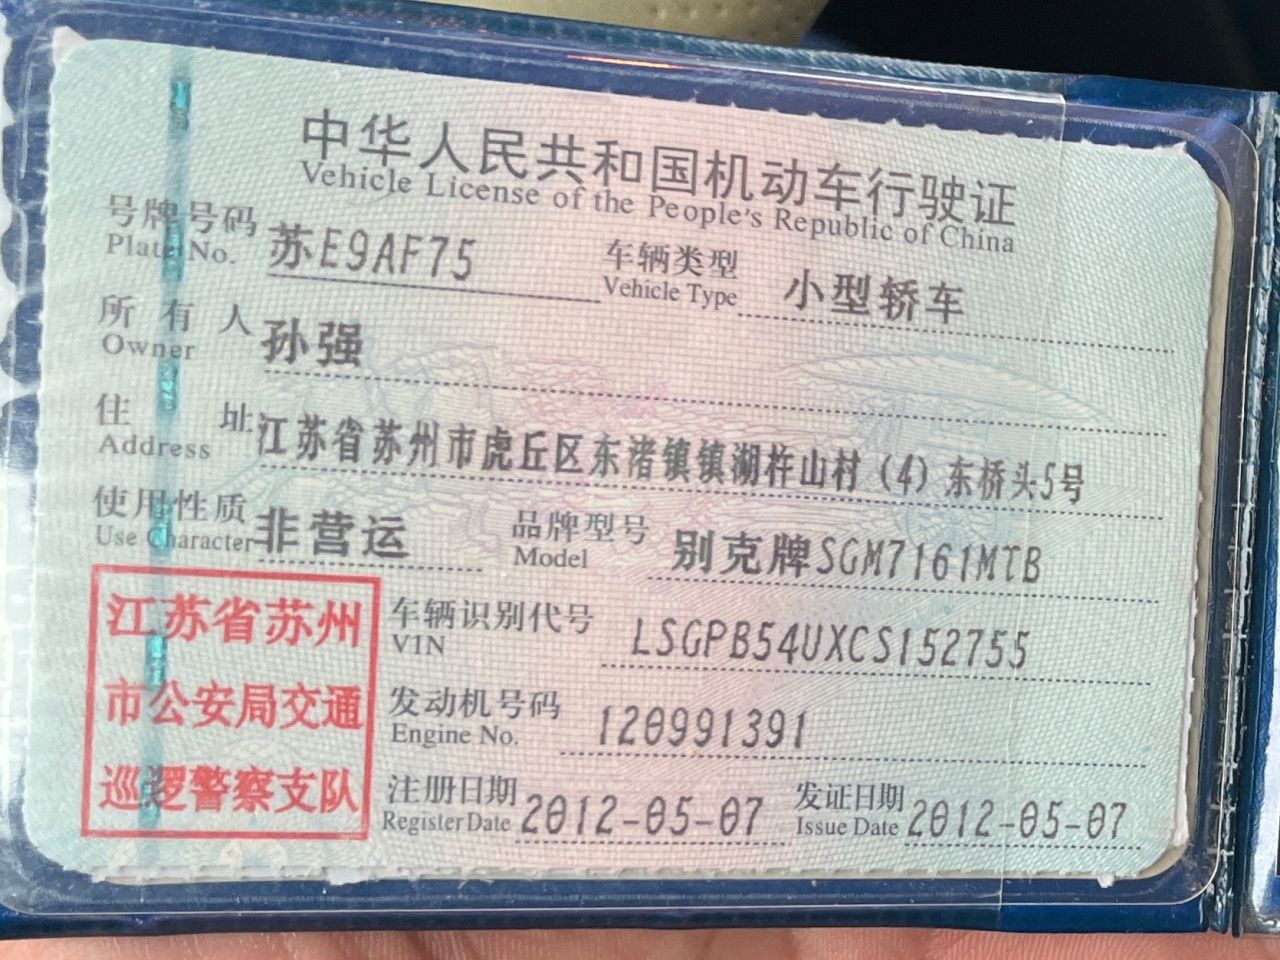 中华人民共和国机动车行驶证
Vehicle License of the People's Republic of China
号牌号码 苏E9AF75 车辆类型 小型轿车
Plate No. Vehicle Type
所有人 孙强
Owner
住址 江苏省苏州市虎丘区东渚镇镇湖柞山村(4)东桥头5号
Address
使用性质 非营运 品牌型号 别克牌SGM7161MTB
Use Character Model
江苏省苏州
市公安局交通
巡逻警察支队
车辆识别代号 LSGPB54UXCS152755
VIN
发动机号码 120991391
Engine No.
注册日期 2012-05-07 发证日期 2012-05-07
Register Date Issue Date